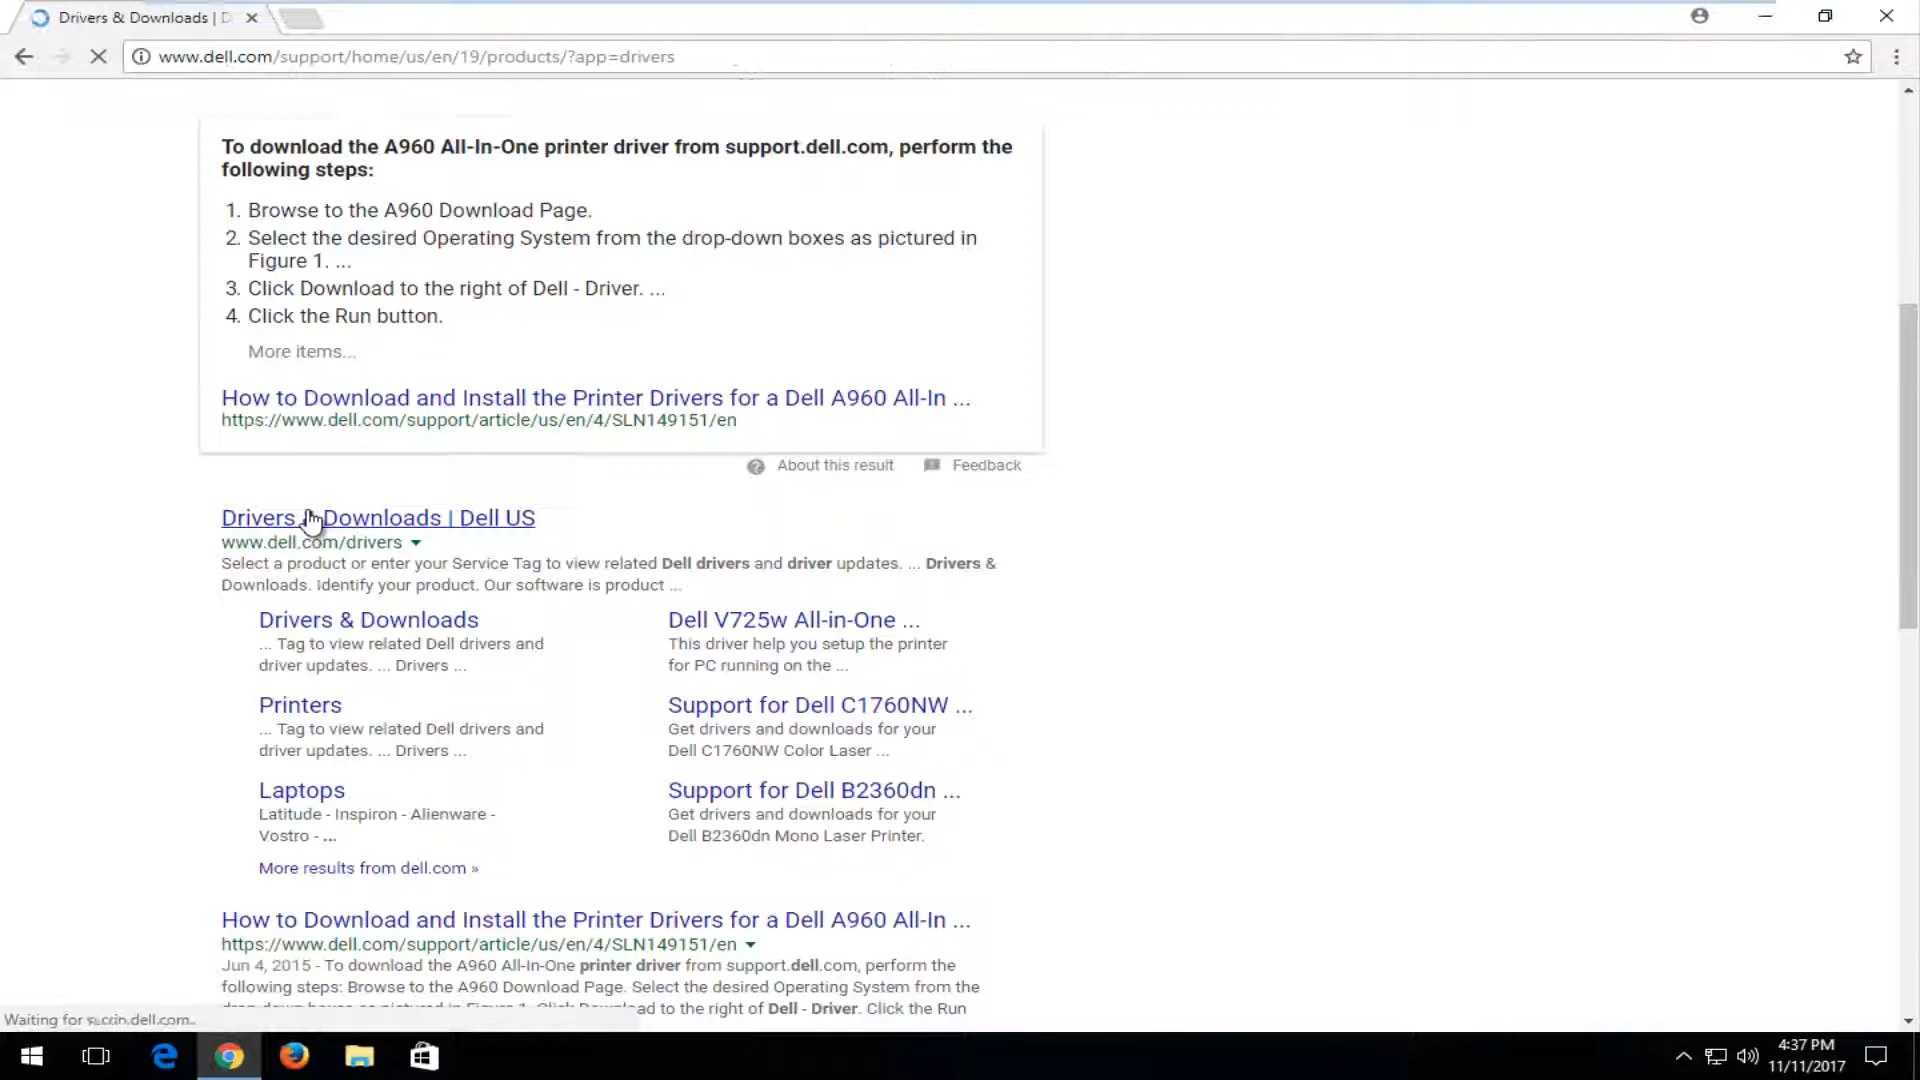 Drivers & Downloads | D
www.dell.com/support/home/us/en/19/products/?app=drivers
To download the A960 All-In-One printer driver from support.dell.com, perform the
following steps:
1. Browse to the A960 Download Page.
2. Select the desired Operating System from the drop-down boxes as pictured in
Figure 1. ...
3. Click Download to the right of Dell - Driver. ...
4. Click the Run button.
More items...
How to Download and Install the Printer Drivers for a Dell A960 All-In ...
https://www.dell.com/support/article/us/en/4/SLN149151/en
About this result Feedback
Drivers Downloads | Dell US
www.dell.com/drivers
Select a product or enter your Service Tag to view related Dell drivers and driver updates. ... Drivers &
Downloads. Identify your product. Our software is product ...
Drivers & Downloads
... Tag to view related Dell drivers and
driver updates. ... Drivers ...
Dell V725w All-in-One ...
This driver help you setup the printer
for PC running on the ...
Printers
... Tag to view related Dell drivers and
driver updates. ... Drivers ...
Support for Dell C1760NW ...
Get drivers and downloads for your
Dell C1760NW Color Laser ...
Laptops
Latitude - Inspiron - Alienware -
Vostro - ...
Support for Dell B2360dn ...
Get drivers and downloads for your
Dell B2360dn Mono Laser Printer.
More results from dell.com »
How to Download and Install the Printer Drivers for a Dell A960 All-In ...
https://www.dell.com/support/article/us/en/4/SLN149151/en
Jun 4, 2015 - To download the A960 All-In-One printer driver from support.dell.com, perform the
following steps: Browse to the A960 Download Page. Select the desired Operating System from the
to the right of Dell - Driver. Click the Run
Waiting for
4:37 PM
11/11/2017